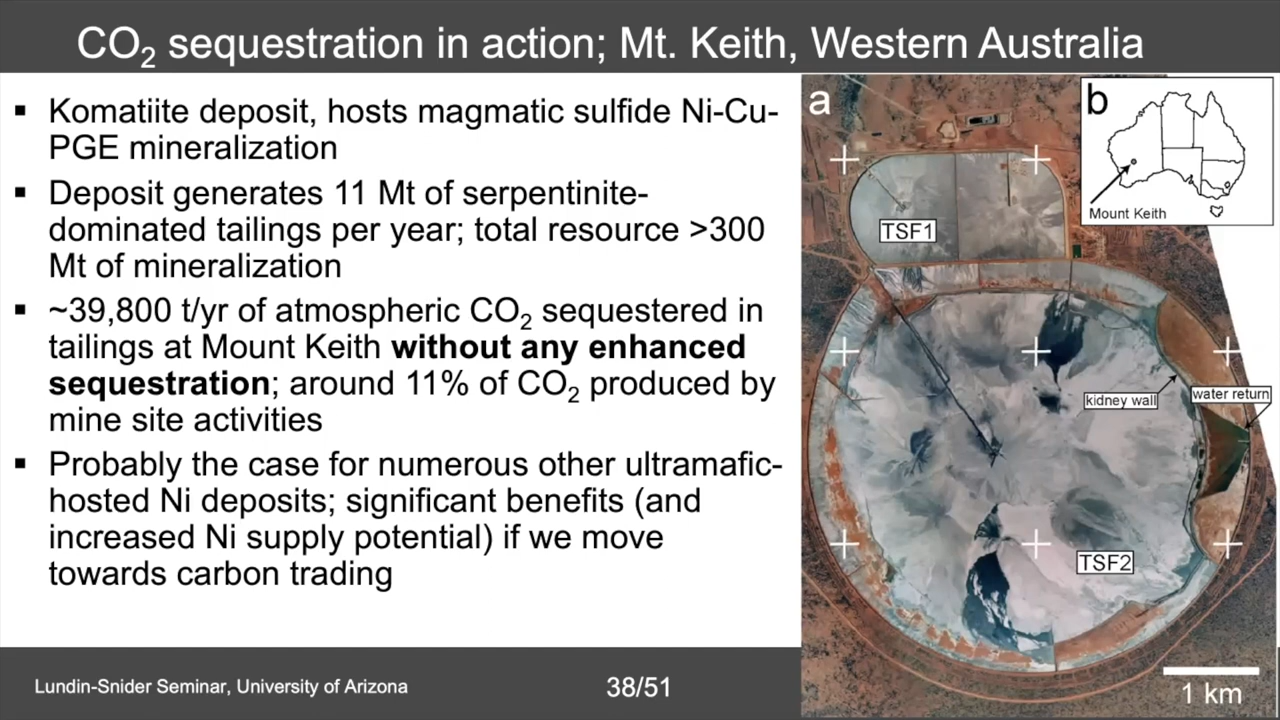 CO₂ sequestration in action; Mt. Keith, Western Australia
▪ Komatiite deposit, hosts magmatic sulfide Ni-Cu-
PGE mineralization
▪ Deposit generates 11 Mt of serpentinite-
dominated tailings per year; total resource >300
Mt of mineralization
▪ ~39,800 t/yr of atmospheric CO₂ sequestered in
tailings at Mount Keith without any enhanced
sequestration; around 11% of CO₂ produced by
mine site activities
▪ Probably the case for numerous other ultramafic-
hosted Ni deposits; significant benefits (and
increased Ni supply potential) if we move
towards carbon trading
a
b
Mount Keith
TSF1
kidney wall
water return
TSF2
1 km
Lundin-Snider Seminar, University of Arizona
38/51